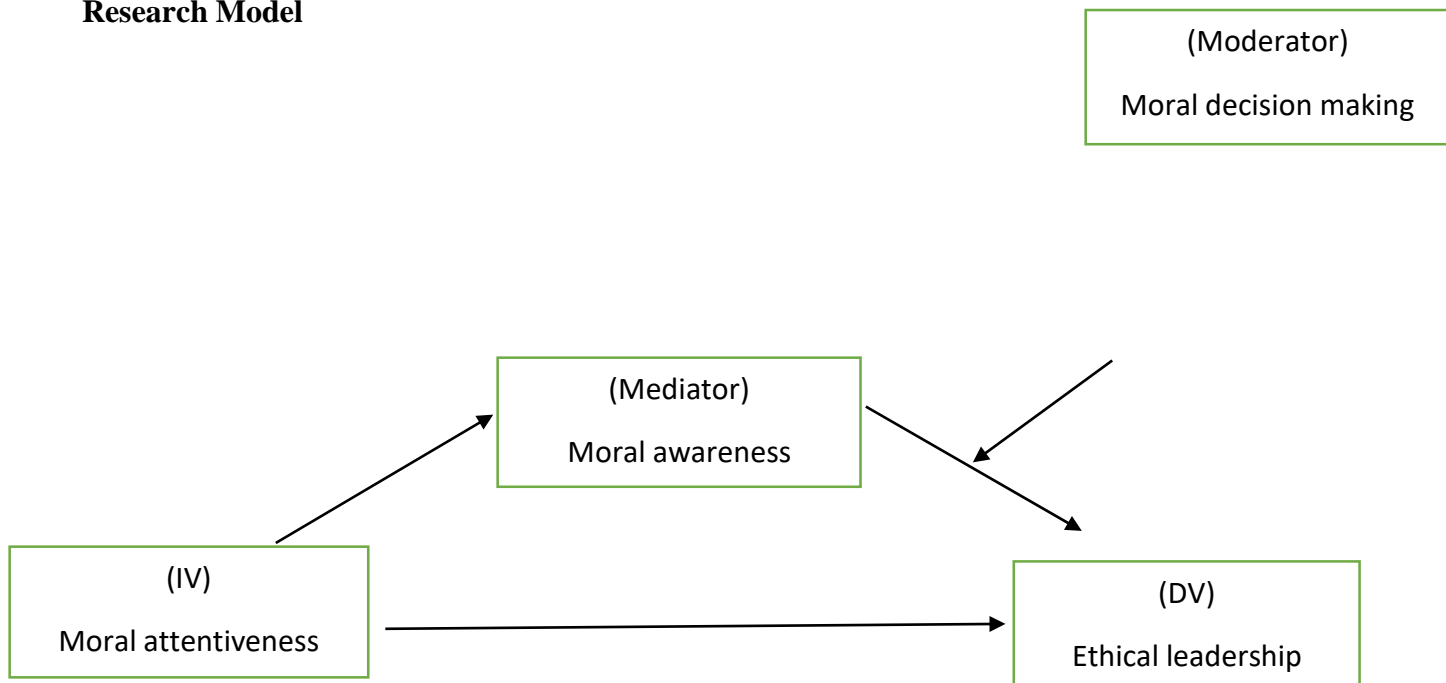 Research Model
(Moderator)
Moral decision making
(Mediator)
Moral awareness
(IV)
Moral attentiveness
(DV)
Ethical leadership